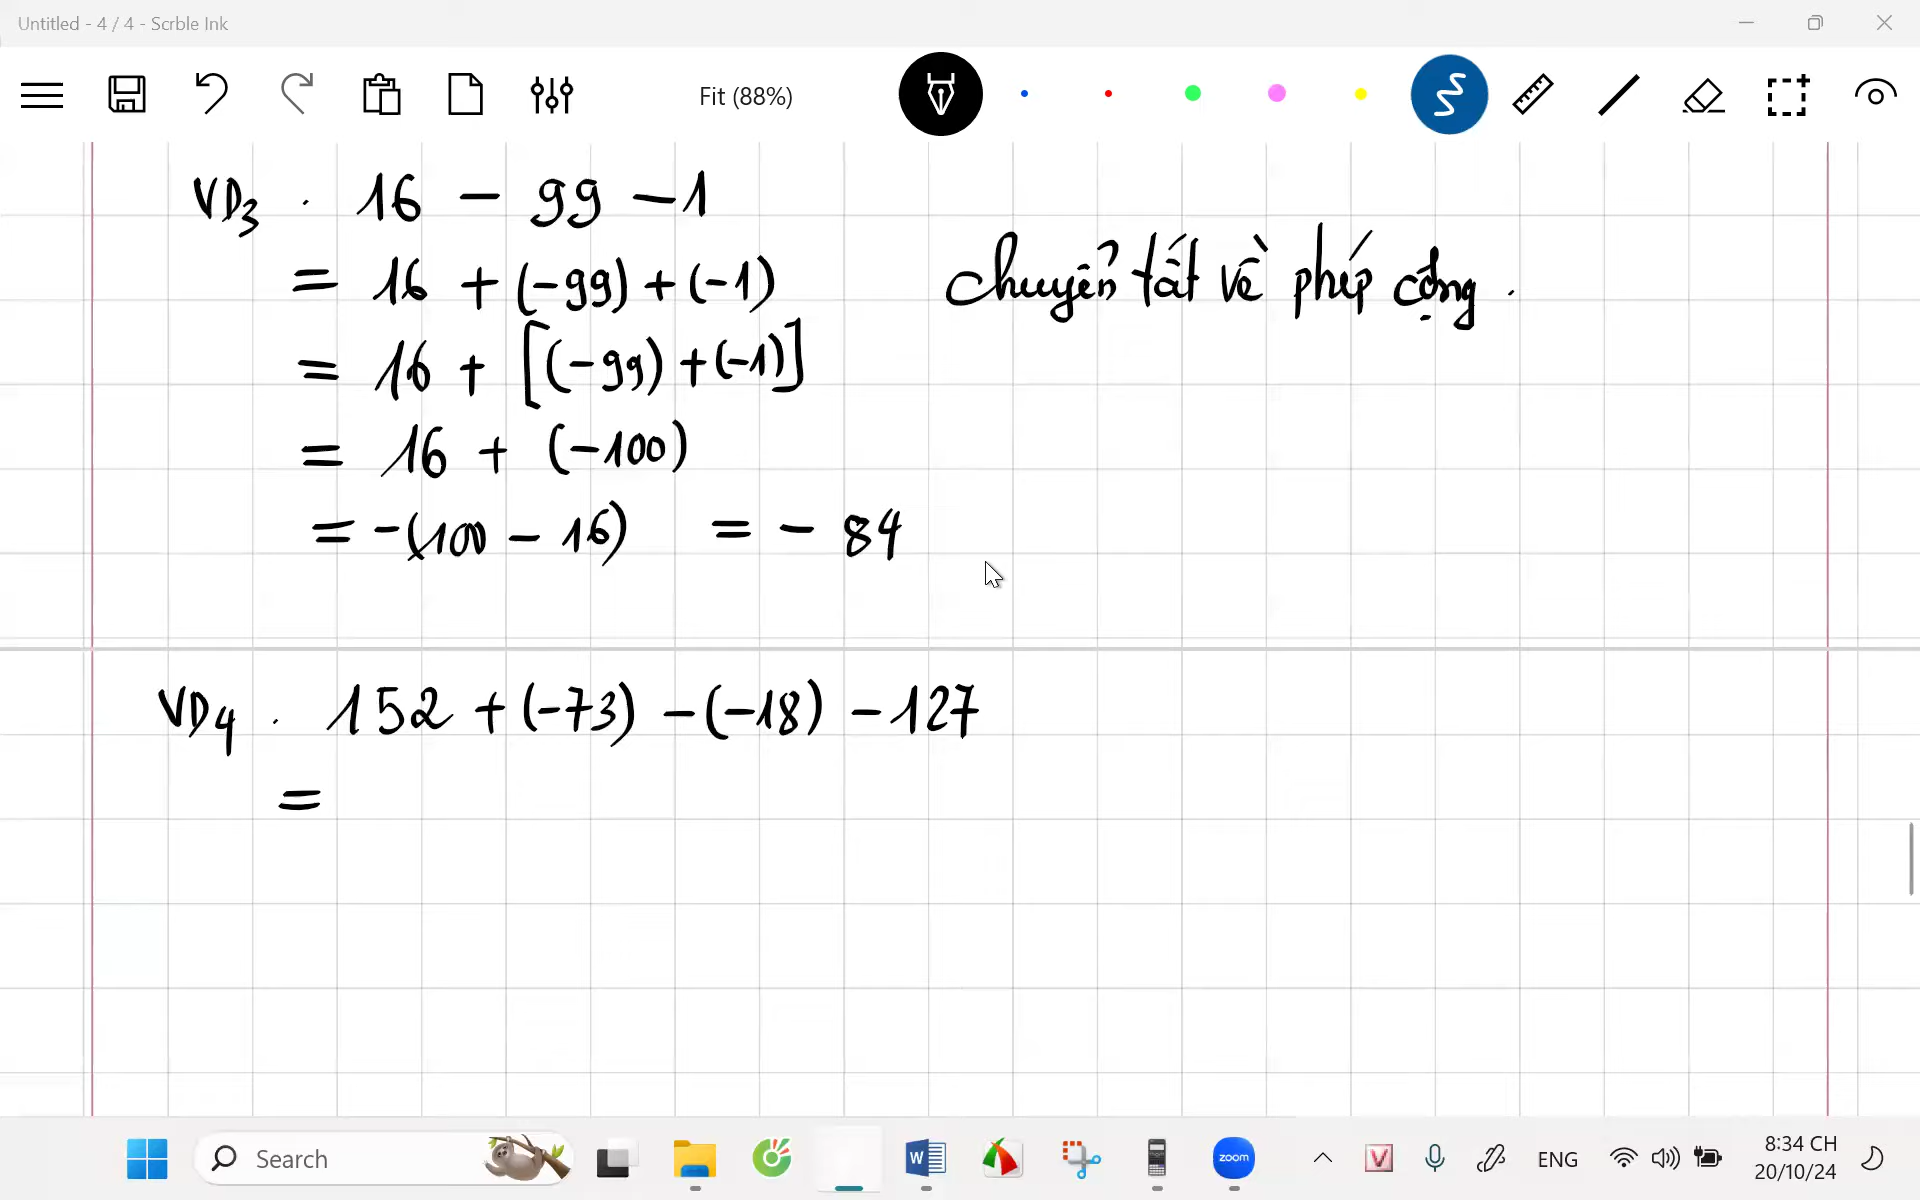 Untitled - 4 / 4 - Scrble Ink
Fit (88%)
VD3 . 16 - 99 - 1
= 16 + (-99) + (-1)
chuyển tất về phép cộng .
= 16 + [(-99) + (-1)]
= 16 + (-100)
= -(100 - 16) = - 84
VD4 . 152 + (-73) - (-18) - 127
=
Search
W
zoom
V
ENG
8:34 CH
20/10/24